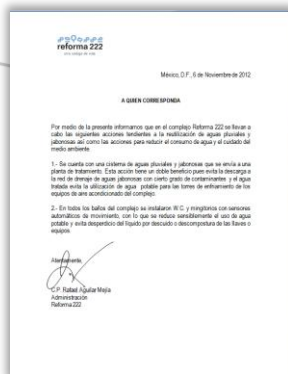 reforma 222
México, D.F., 6 de Noviembre de 2012
A QUIEN CORRESPONDA
Por medio de la presente informamos que en el complejo Reforma 222 se llevan a
cabo las siguientes acciones tendientes a la reutilización de aguas pluviales y
jabonosas así como las acciones para reducir el consumo de agua y el cuidado del
medio ambiente.
1.- Se cuenta con una cisterna de aguas pluviales y jabonosas que se envía a una
planta de tratamiento. Esta acción tiene un doble beneficio pues evita la descarga a
la red de drenaje de aguas jabonosas con cierto grado de contaminantes y el agua
tratada evita la utilización de agua potable para las torres de enfriamiento de los
equipos de aire acondicionado del complejo.
2.- En todos los baños del complejo se instalaron W.C. y mingitorios con sensores
automáticos de movimiento, con lo que se reduce sensiblemente el uso de agua
potable y evita desperdicio del líquido por descuido o descompostura de las llaves o
equipos.
Atentamente,
C.P. Rafael Aguilar Mejía
Administración
Reforma 222